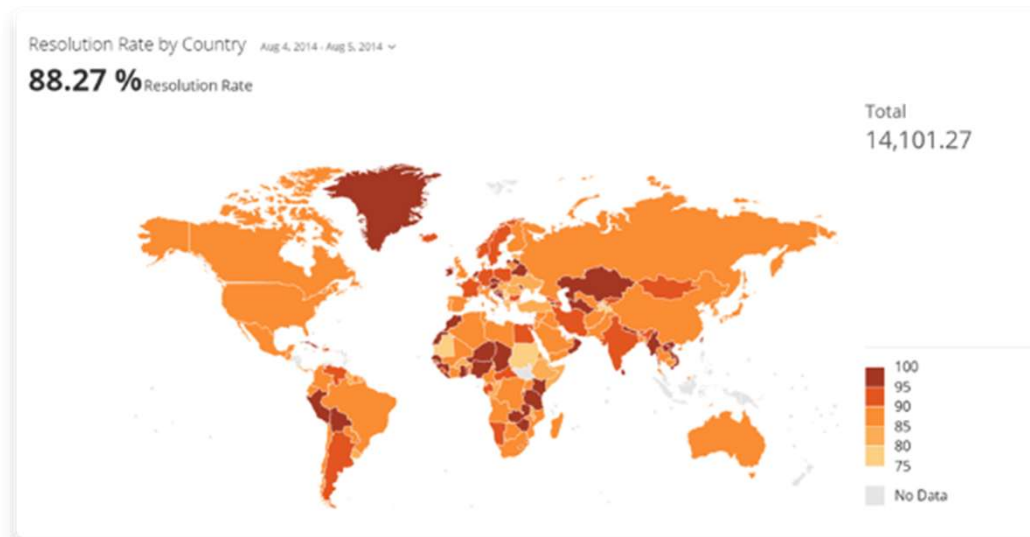 Resolution Rate by Country Aug 4, 2014 - Aug 5, 2014
88.27 % Resolution Rate
Total
14,101.27
100
95
90
85
80
75
No Data